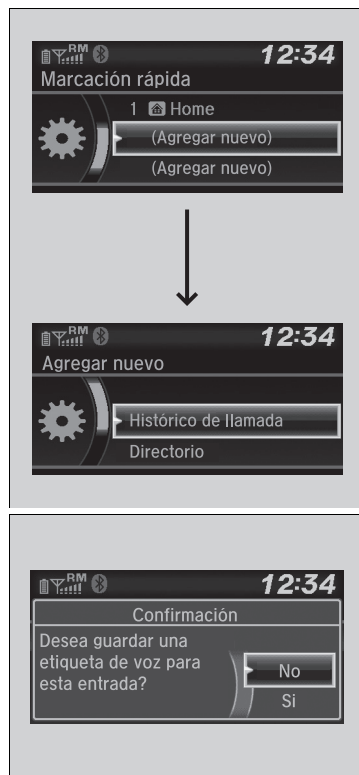 RM 12:34
Marcación rápida
1 Home
(Agregar nuevo)
(Agregar nuevo)
RM 12:34
Agregar nuevo
Histórico de llamada
Directorio
RM 12:34
Confirmación
Desea guardar una
etiqueta de voz para
esta entrada?
No
Si